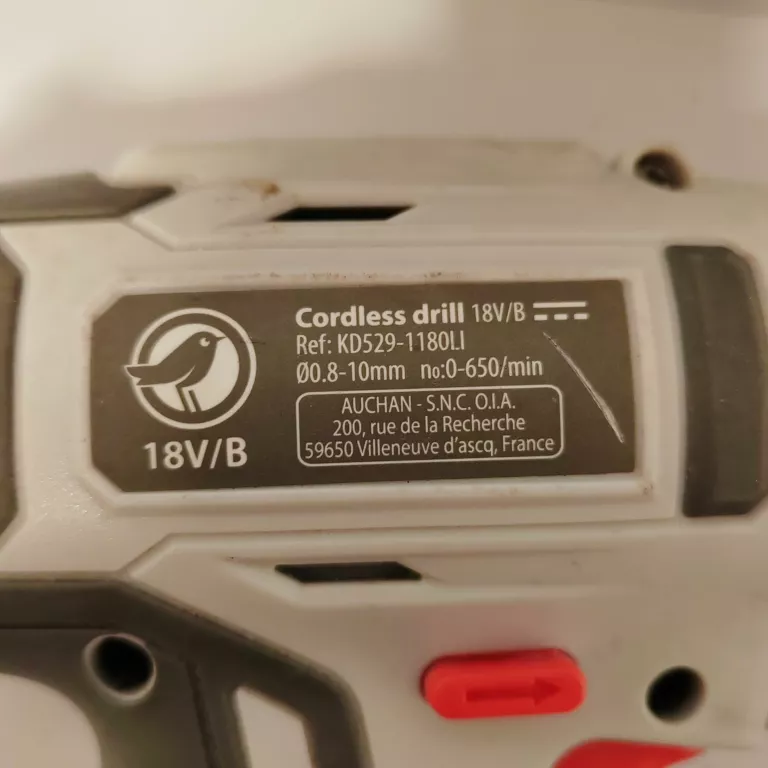 Cordless drill 18V/B
Ref: KD529-1180LI
Ø0.8-10mm no:0-650/min
AUCHAN - S.N.C. O.I.A.
200, rue de la Recherche
59650 Villeneuve d'ascq, France
18V/B